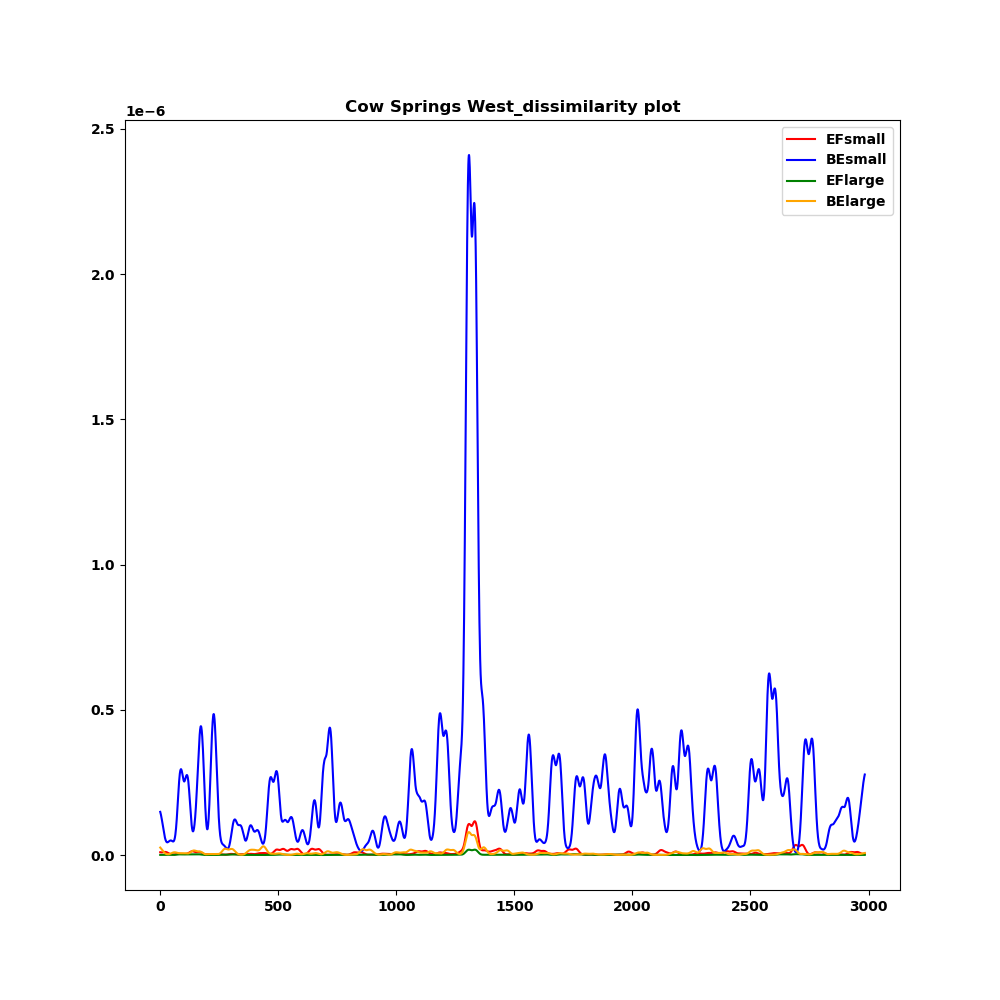 Cow Springs West_dissimilarity plot
1e−6
2.5
2.0
1.5
1.0
0.5
0.0
0 500 1000 1500 2000 2500 3000
EFsmall
BEsmall
EFlarge
BElarge